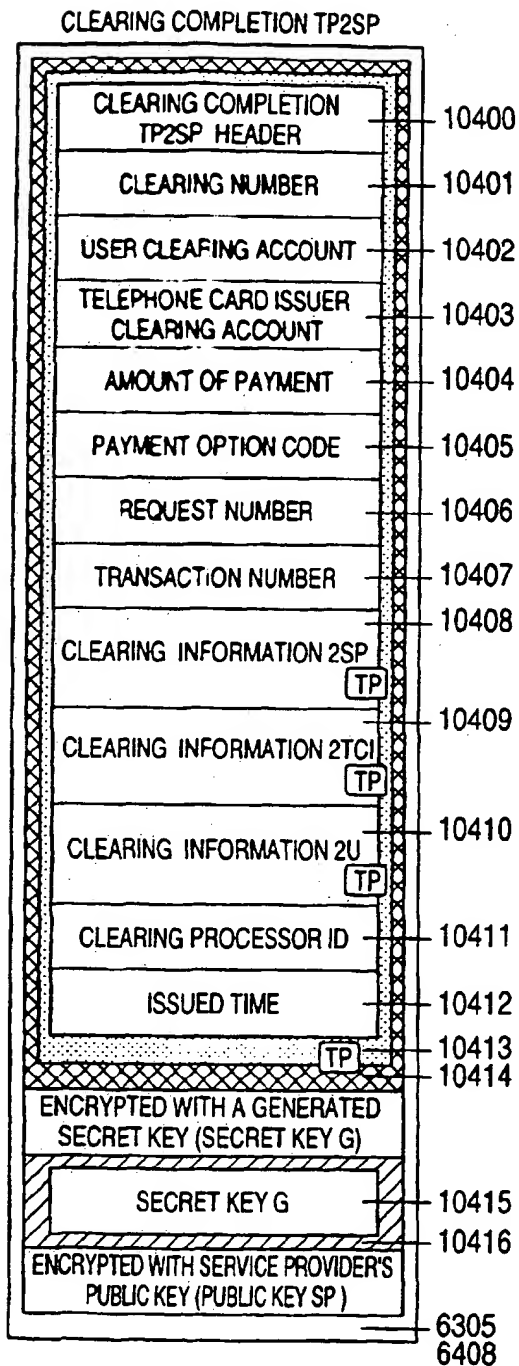 CLEARING COMPLETION TP2SP
CLEARING COMPLETION
TP2SP HEADER
10400
CLEARING NUMBER
10401
USER CLEARING ACCOUNT
10402
TELEPHONE CARD ISSUER
CLEARING ACCOUNT
10403
AMOUNT OF PAYMENT
10404
PAYMENT OPTION CODE
10405
REQUEST NUMBER
10406
TRANSACTION NUMBER
10407
10408
CLEARING INFORMATION 2SP
TP
10409
CLEARING INFORMATION 2TCI
TP
10410
CLEARING INFORMATION 2U
TP
CLEARING PROCESSOR ID
10411
ISSUED TIME
10412
TP
10413
10414
ENCRYPTED WITH A GENERATED
SECRET KEY (SECRET KEY G)
SECRET KEY G
10415
10416
ENCRYPTED WITH SERVICE PROVIDER'S
PUBLIC KEY (PUBLIC KEY SP )
6305
6408